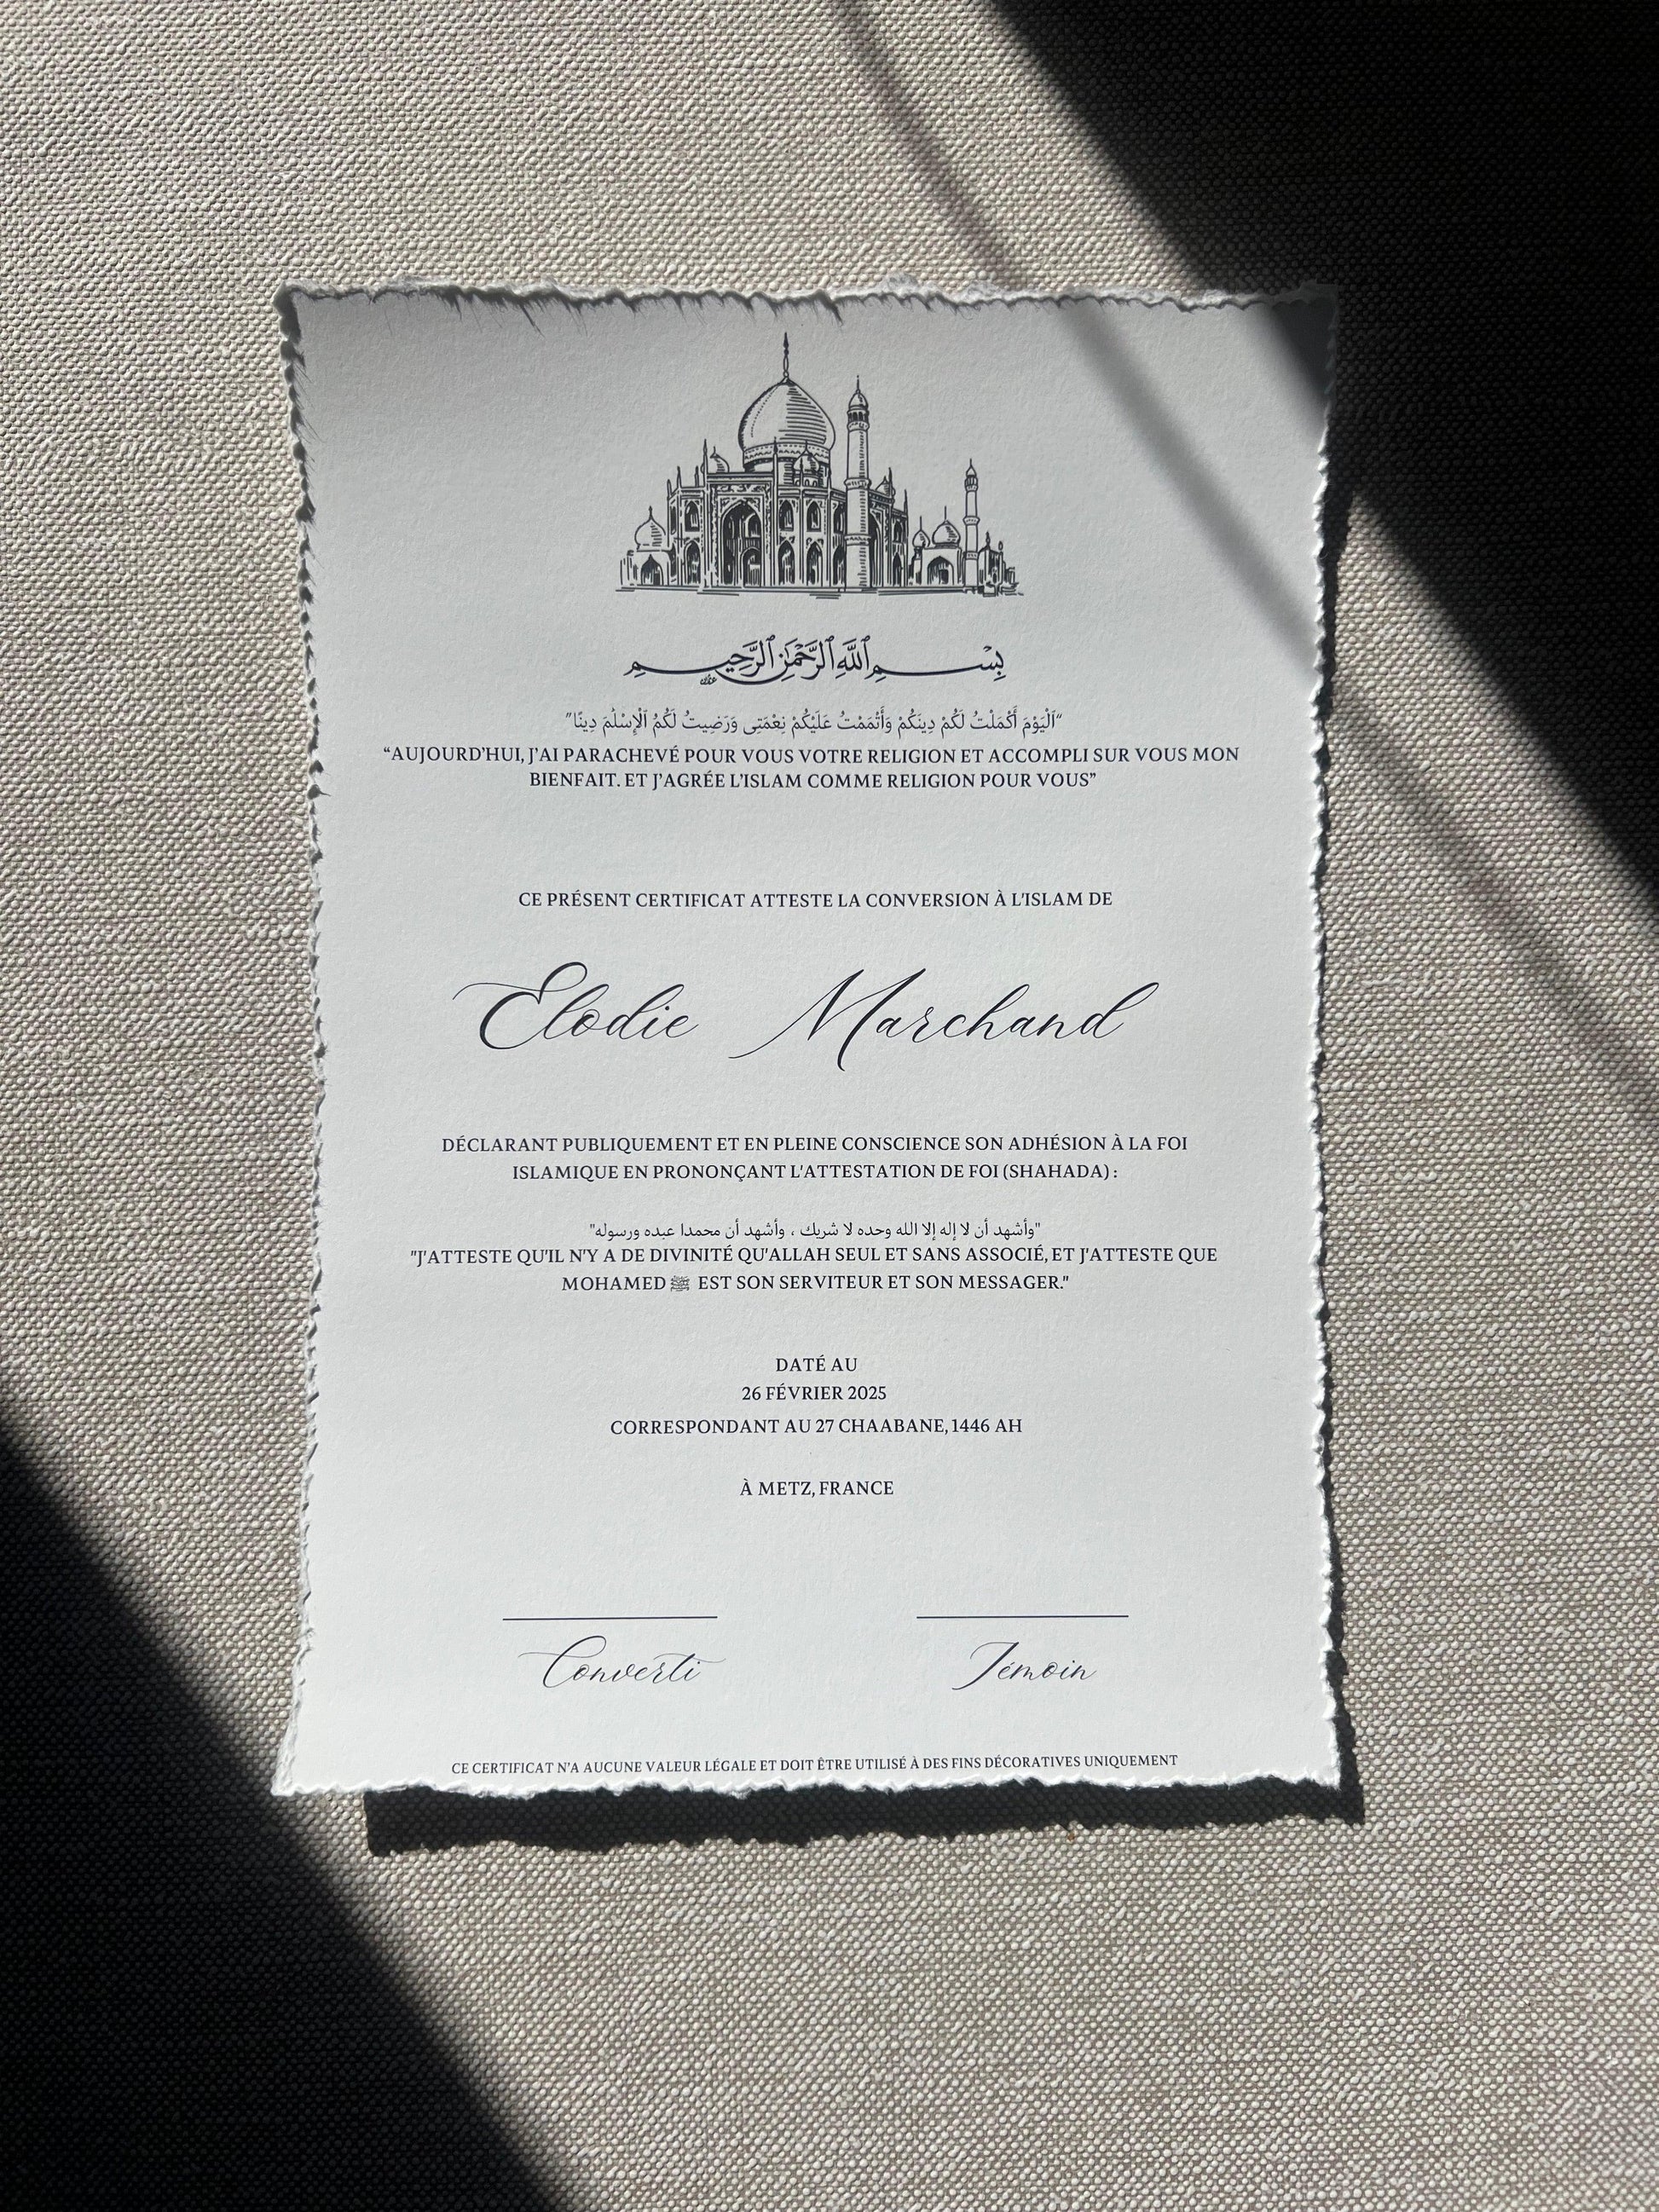 بِسْمِ ٱللَّهِ ٱلرَّحْمَٰنِ ٱلرَّحِيمِ
“ٱلْيَوْمَ أَكْمَلْتُ لَكُمْ دِينَكُمْ وَأَتْمَمْتُ عَلَيْكُمْ نِعْمَتِى وَرَضِيتُ لَكُمُ ٱلْإِسْلَٰمَ دِينًا”
“AUJOURD’HUI, J’AI PARACHEVÉ POUR VOUS VOTRE RELIGION ET ACCOMPLI SUR VOUS MON
BIENFAIT. ET J’AGRÉE L’ISLAM COMME RELIGION POUR VOUS”
CE PRÉSENT CERTIFICAT ATTESTE LA CONVERSION À L'ISLAM DE
Elodie Marchand
DÉCLARANT PUBLIQUEMENT ET EN PLEINE CONSCIENCE SON ADHÉSION À LA FOI
ISLAMIQUE EN PRONONÇANT L'ATTESTATION DE FOI (SHAHADA) :
"وأشهد أن لا إله إلا الله وحده لا شريك ، وأشهد أن محمدا عبده ورسوله"
"J'ATTESTE QU'IL N'Y A DE DIVINITÉ QU'ALLAH SEUL ET SANS ASSOCIÉ, ET J'ATTESTE QUE
MOHAMED ﷺ EST SON SERVITEUR ET SON MESSAGER."
DATÉ AU
26 FÉVRIER 2025
CORRESPONDANT AU 27 CHAABANE, 1446 AH
À METZ, FRANCE
Converti Témoin
CE CERTIFICAT N'A AUCUNE VALEUR LÉGALE ET DOIT ÊTRE UTILISÉ À DES FINS DÉCORATIVES UNIQUEMENT